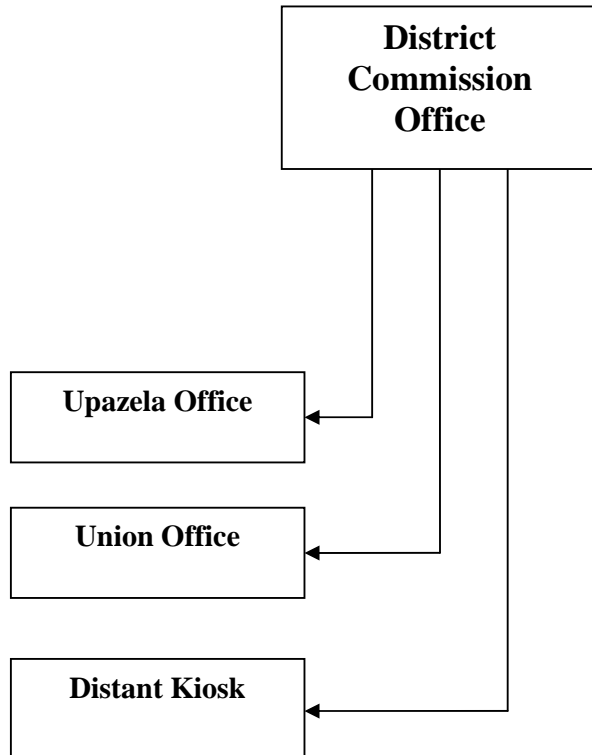 District
Commission
Office
Upazela Office
Union Office
Distant Kiosk